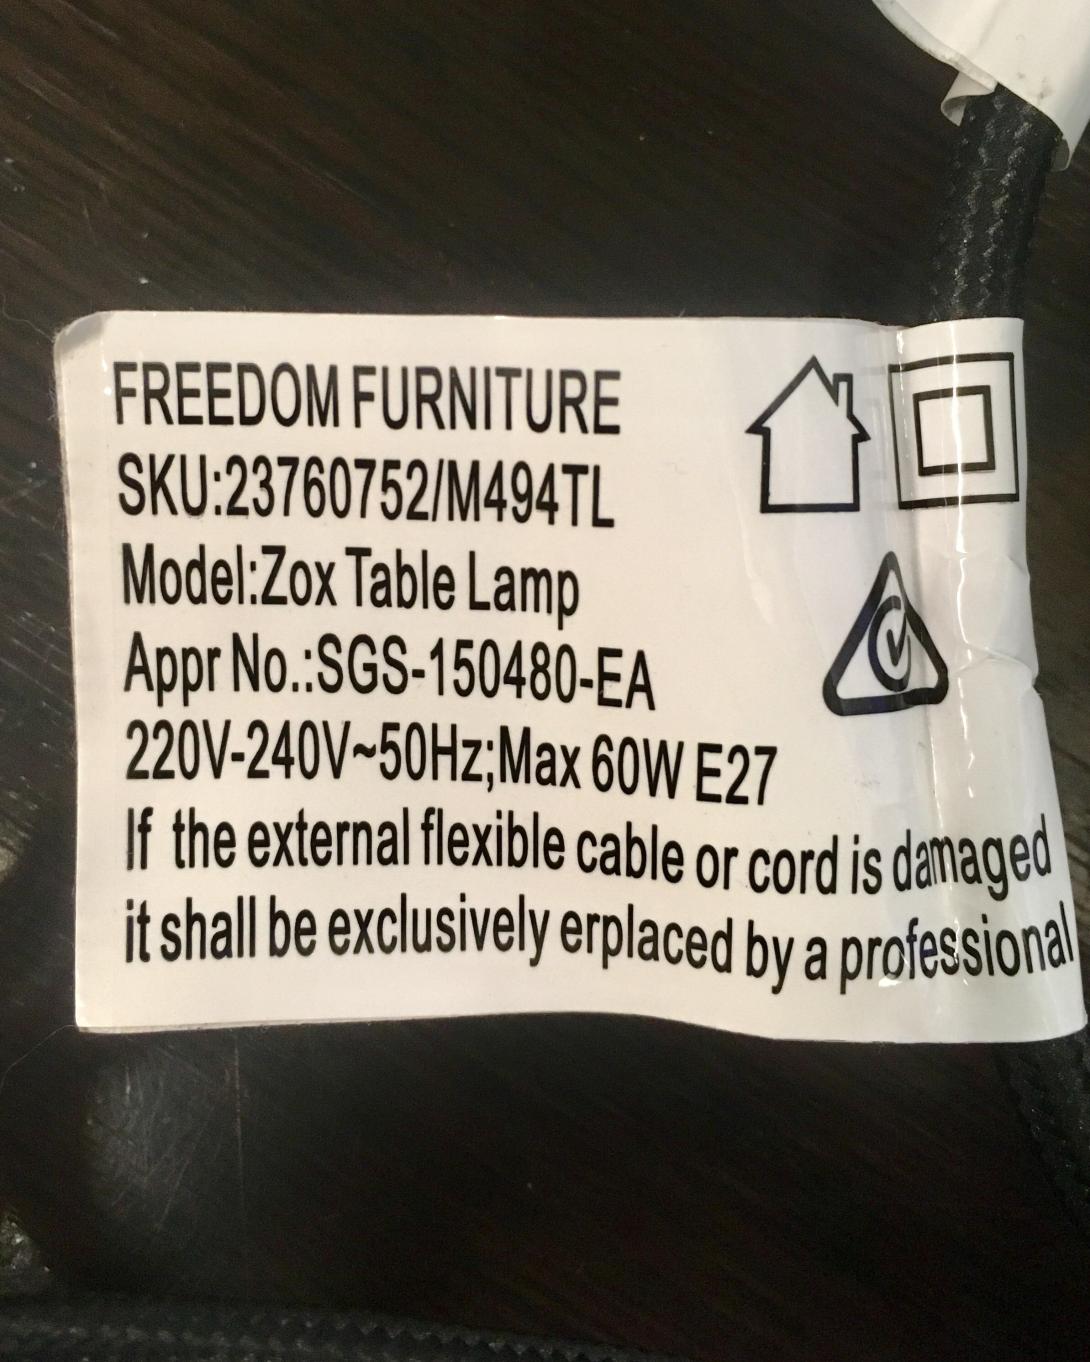 FREEDOM FURNITURE
SKU:23760752/M494TL
Model:Zox Table Lamp
Appr No.:SGS-150480-EA
220V-240V~50Hz;Max 60W E27
If the external flexible cable or cord is damaged
it shall be exclusively erplaced by a professional